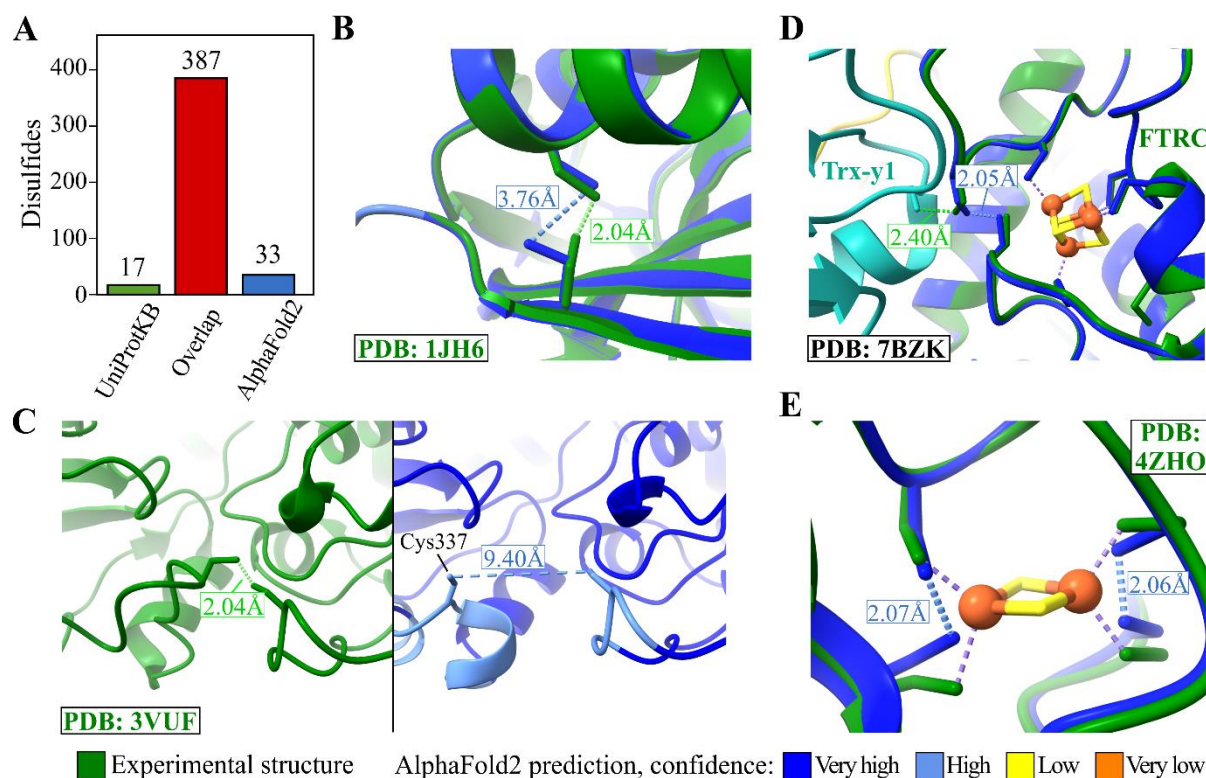 A
Disulfides
400
300
200
100
0
17
387
33
UniProtKB
Overlap
AlphaFold2
B
3.76Å
2.04Å
PDB: 1JH6
D
Trx-y1
FTRC
2.05Å
2.40Å
PDB: 7BZK
C
2.04Å
PDB: 3VUF
Cys337
9.40Å
E
PDB:
4ZHO
2.07Å
2.06Å
Experimental structure
AlphaFold2 prediction, confidence:
Very high
High
Low
Very low